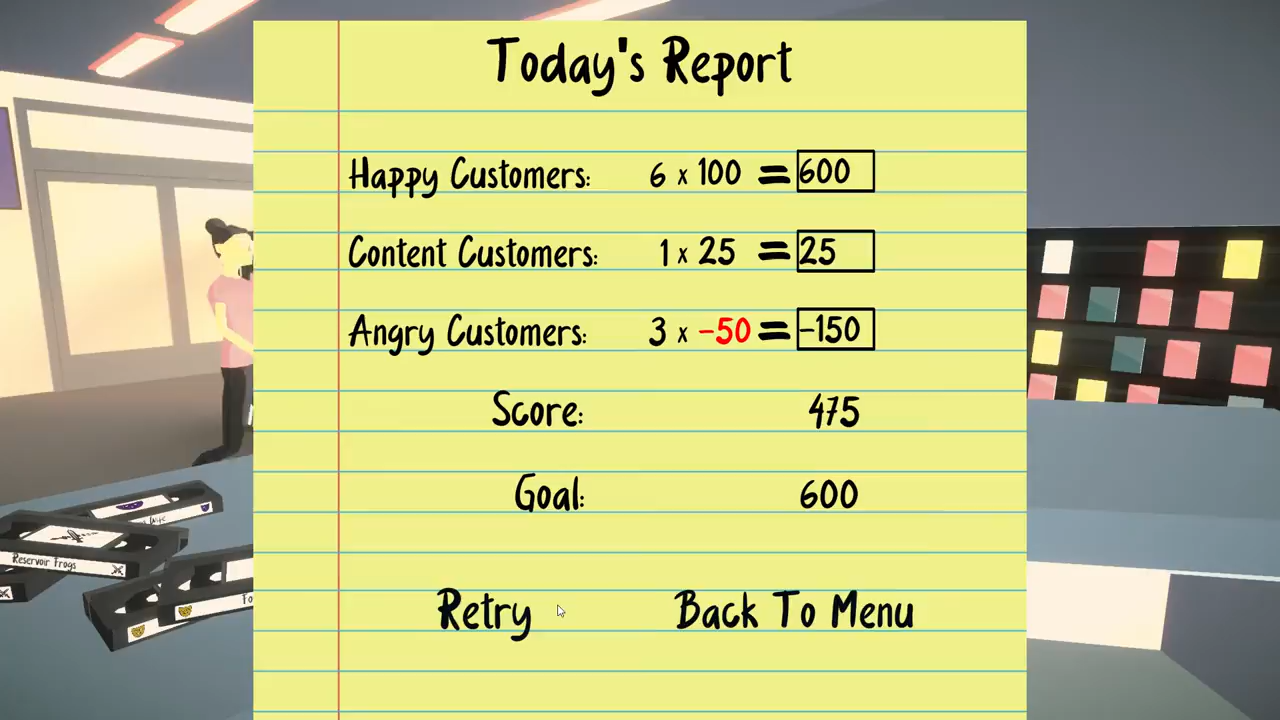 Today's Report
Happy Customers: 6 x 100 = 600
Content Customers: 1 x 25 = 25
Angry Customers: 3 x -50 = -150
Score: 475
Goal: 600
Reservoir Frogs
Retry Back To Menu